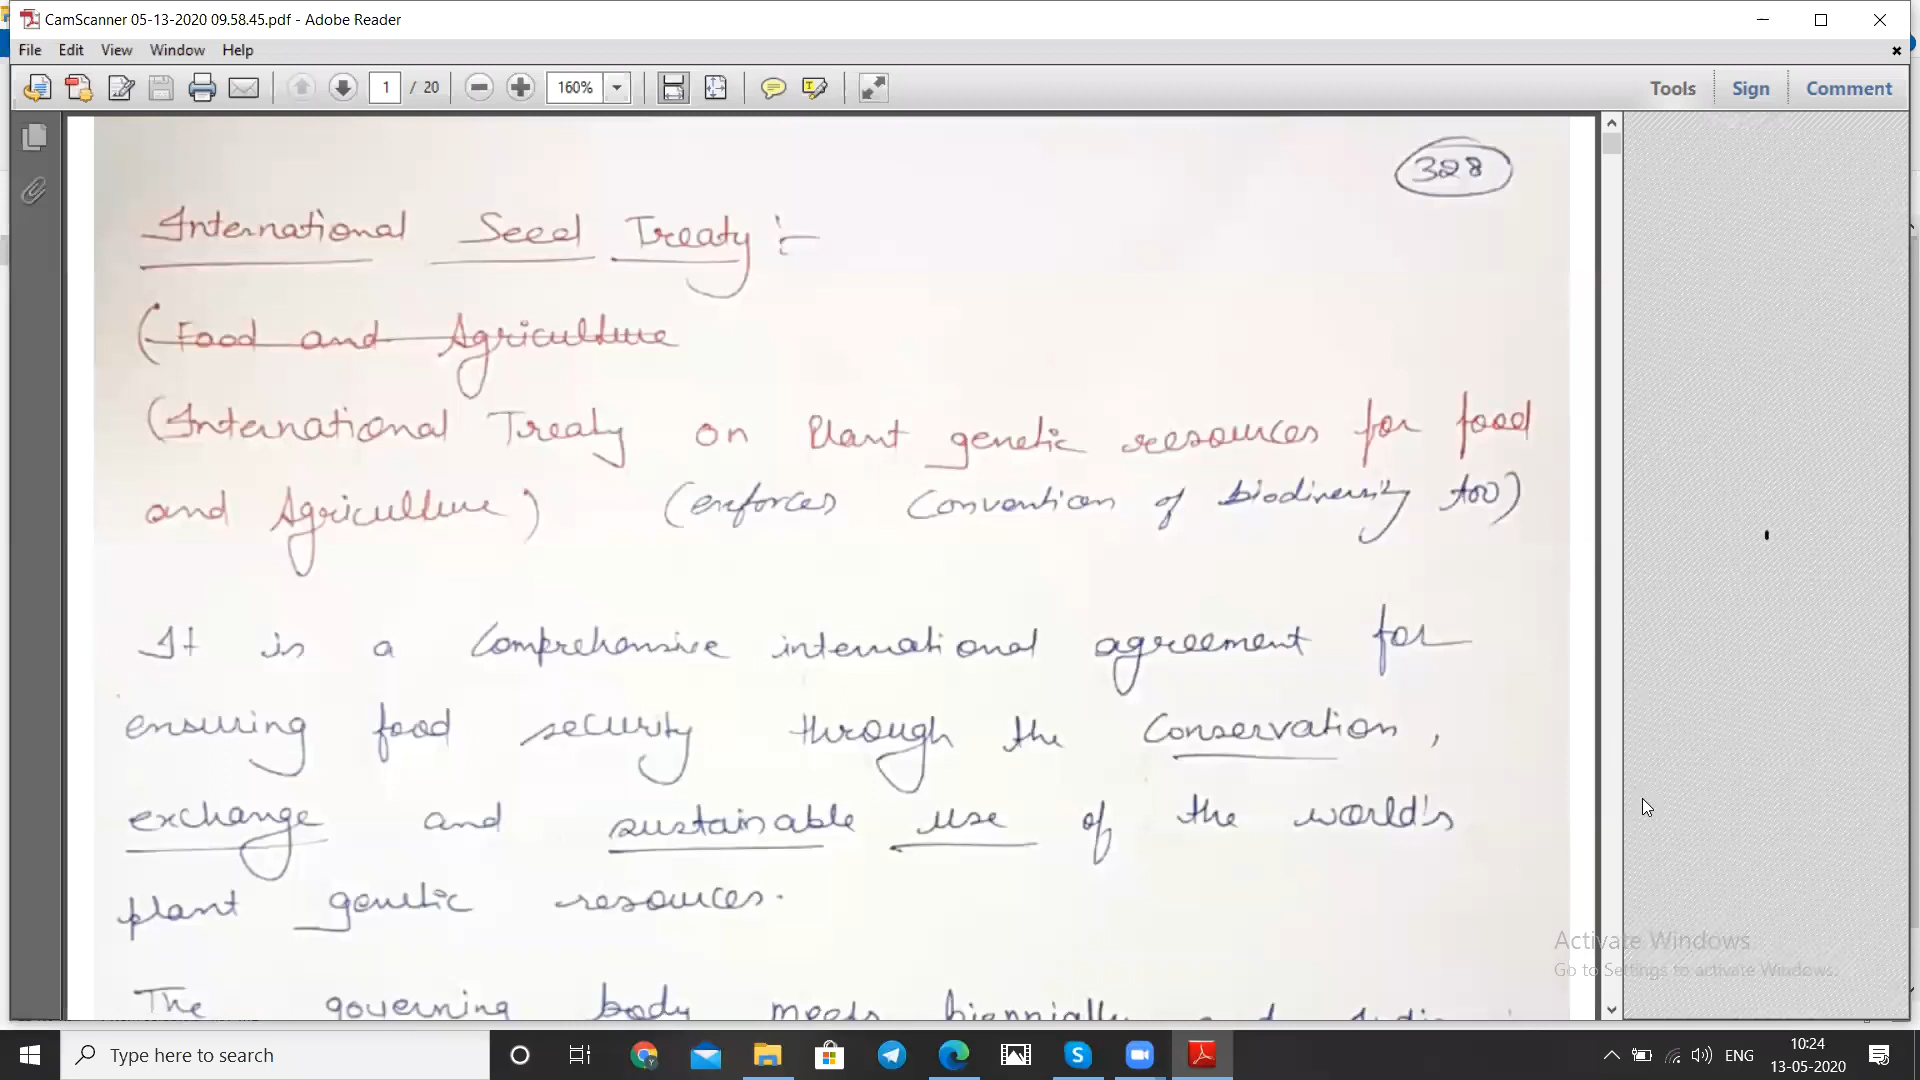 CamScanner 05-13-2020 09.58.45.pdf - Adobe Reader
File Edit View Window Help
1 / 20 160% Tools Sign Comment
328
International Seed Treaty :-
(Food and Agriculture
(International Treaty on Plant genetic resources for food
and Agriculture) (enforces Convention of biodiversity too)
It is a Comprehensive international agreement for
ensuring food security through the Conservation,
exchange and sustainable use of the world's
plant genetic resources.
The governing body meets biennially and
Activate Windows
Go to Settings to activate Windows.
Type here to search
ENG
10:24
13-05-2020